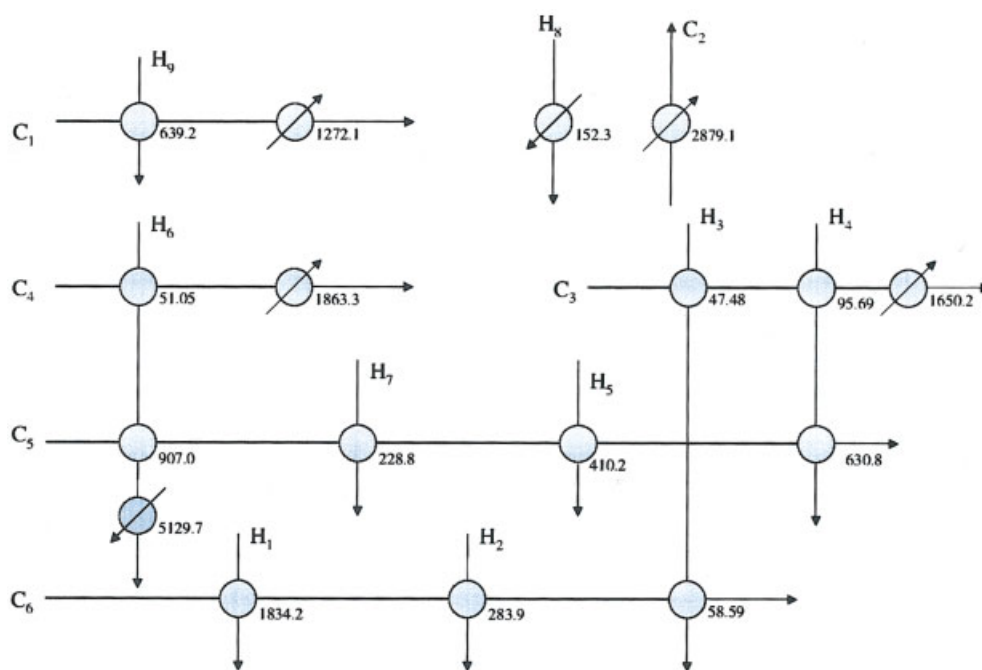 H₈ C₂
H₉
C₁ 639.2 1272.1 152.3 2879.1
H₆ H₃ H₄
C₄ 51.05 1863.3 C₃ 47.48 95.69 1650.2
H₇ H₅
C₅ 907.0 228.8 410.2 630.8
5129.7
H₁ H₂
C₆ 1834.2 283.9 58.59